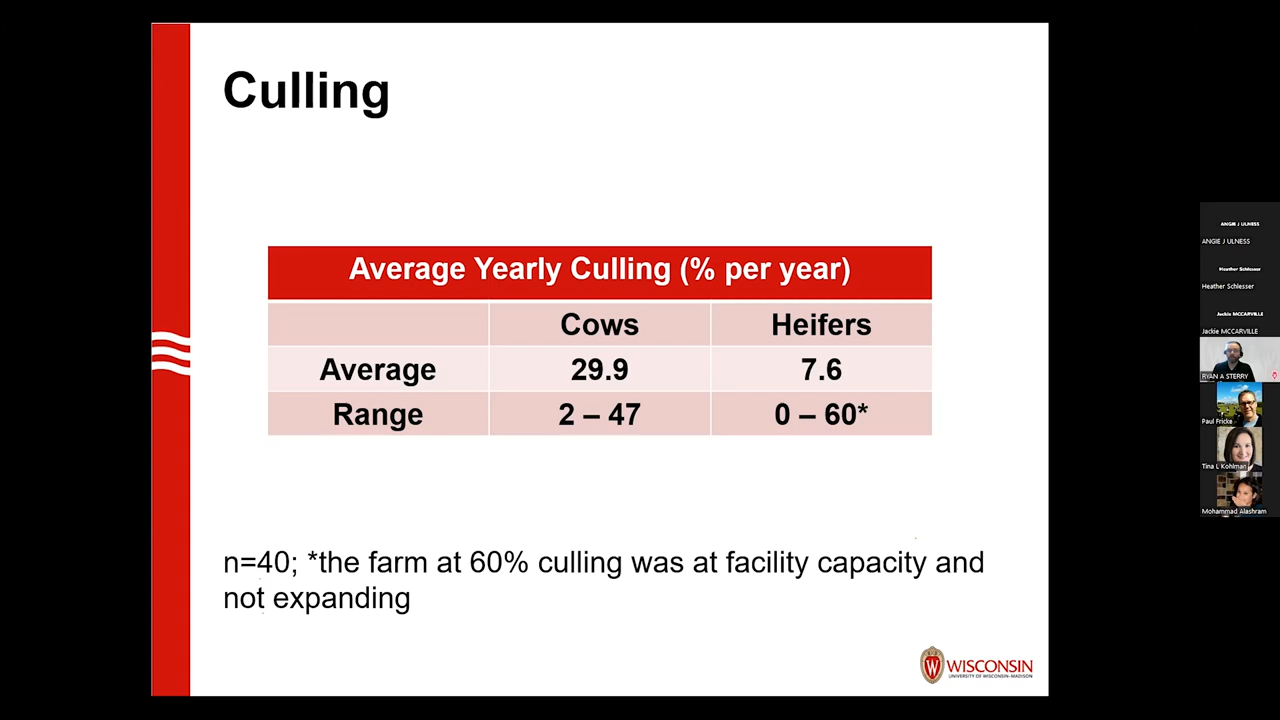 Culling
Average Yearly Culling (% per year)
Cows Heifers
Average 29.9 7.6
Range 2 – 47 0 – 60*
n=40; *the farm at 60% culling was at facility capacity and
not expanding
W WISCONSIN
UNIVERSITY OF WISCONSIN–MADISON
ANGIE J ULNESS
ANGIE J ULNESS
Heather Schlesser
Heather Schlesser
Jackie MCCARVILLE
Jackie MCCARVILLE
RYAN A STERRY
Paul Fricke
Tina L Kohlman
Mohammad Alashram